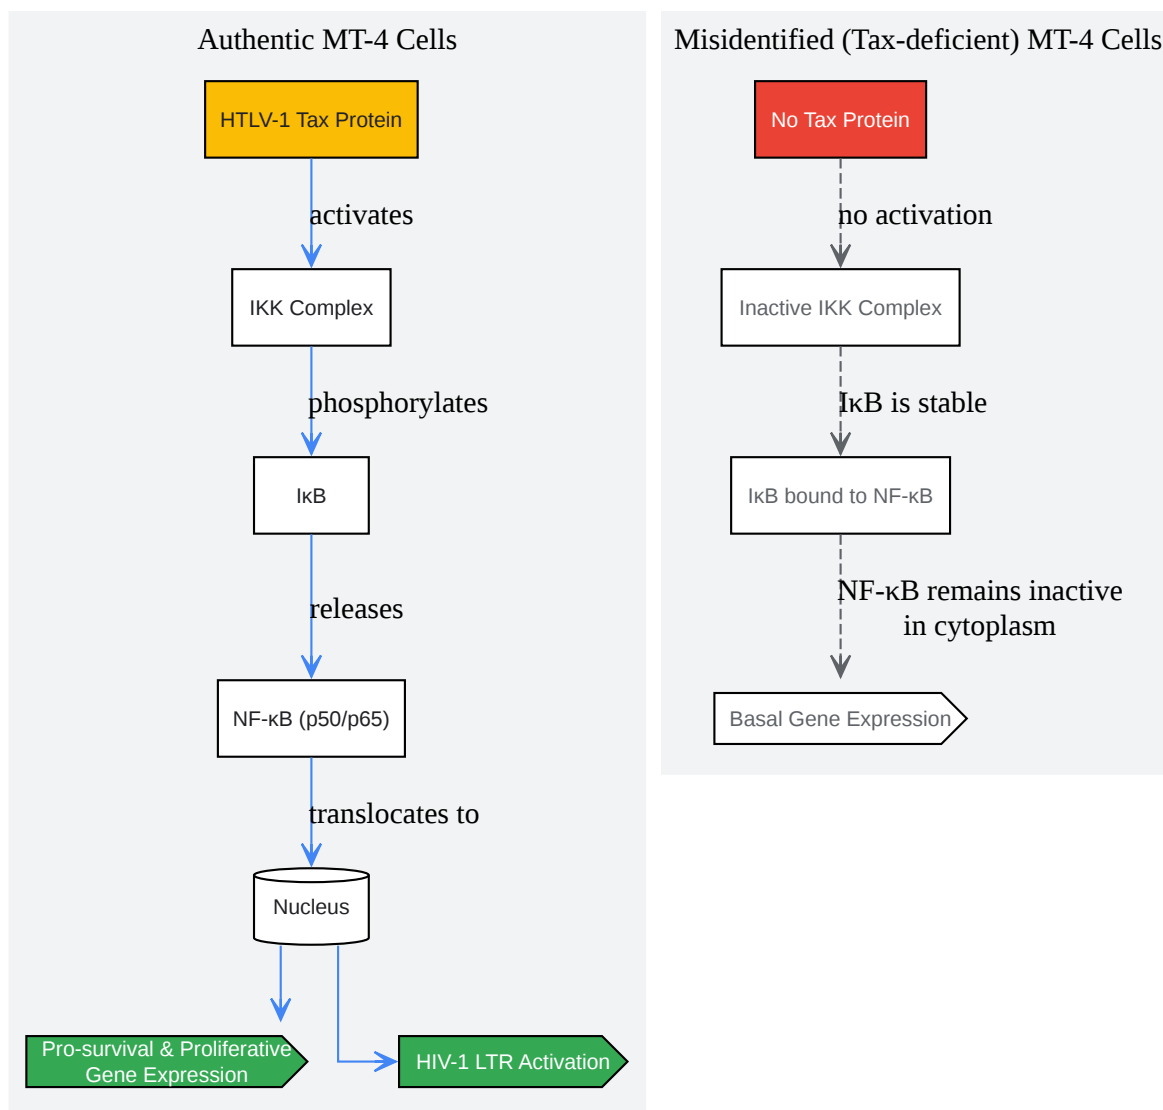 Authentic MT-4 Cells
HTLV-1 Tax Protein
activates
IKK Complex
phosphorylates
IκB
releases
NF-κB (p50/p65)
translocates to
Nucleus
Pro-survival & Proliferative
Gene Expression
HIV-1 LTR Activation
Misidentified (Tax-deficient) MT-4 Cells
No Tax Protein
no activation
Inactive IKK Complex
IκB is stable
IκB bound to NF-κB
NF-κB remains inactive
in cytoplasm
Basal Gene Expression